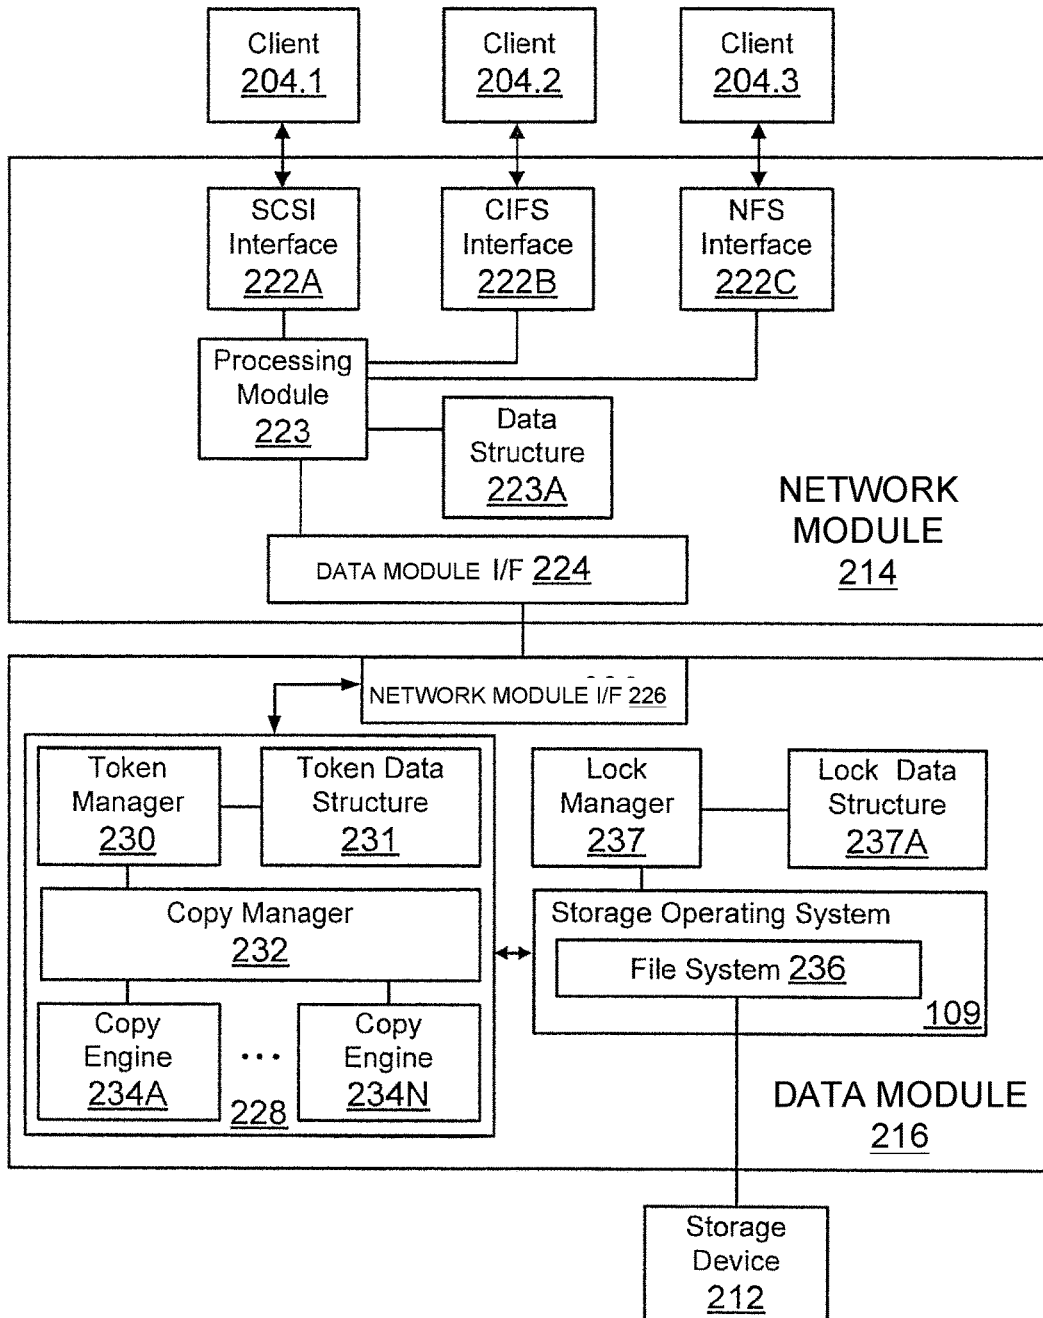 Client
204.1
Client
204.2
Client
204.3
SCSI
Interface
222A
CIFS
Interface
222B
NFS
Interface
222C
Processing
Module
223
Data
Structure
223A
NETWORK
MODULE
214
DATA MODULE I/F 224
NETWORK MODULE I/F 226
Token
Manager
230
Token Data
Structure
231
Lock
Manager
237
Lock Data
Structure
237A
Copy Manager
232
Storage Operating System
File System 236
109
Copy
Engine
234A
...
Copy
Engine
234N
228
DATA MODULE
216
Storage
Device
212